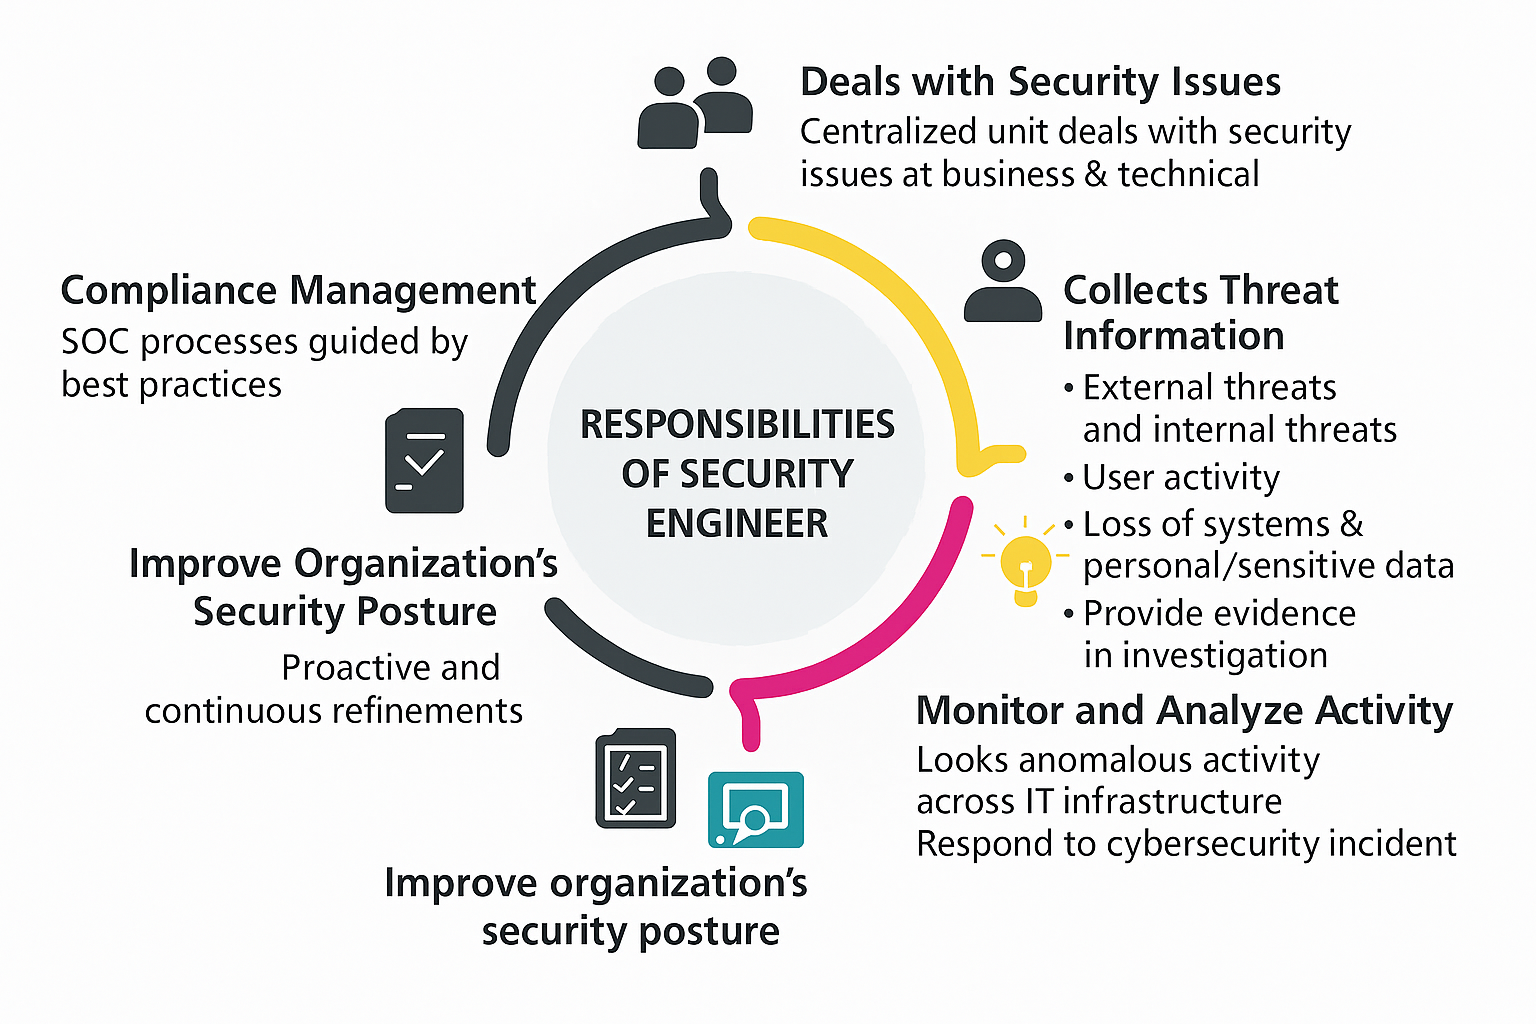 Deals with Security Issues
Centralized unit deals with security
issues at business & technical
Collects Threat
Information
• External threats
and internal threats
• User activity
• Loss of systems &
personal/sensitive data
• Provide evidence
in investigation
Monitor and Analyze Activity
Looks anomalous activity
across IT infrastructure
Respond to cybersecurity incident
Improve organization's
security posture
Improve Organization's
Security Posture
Proactive and
continuous refinements
Compliance Management
SOC processes guided by
best practices
RESPONSIBILITIES
OF SECURITY
ENGINEER